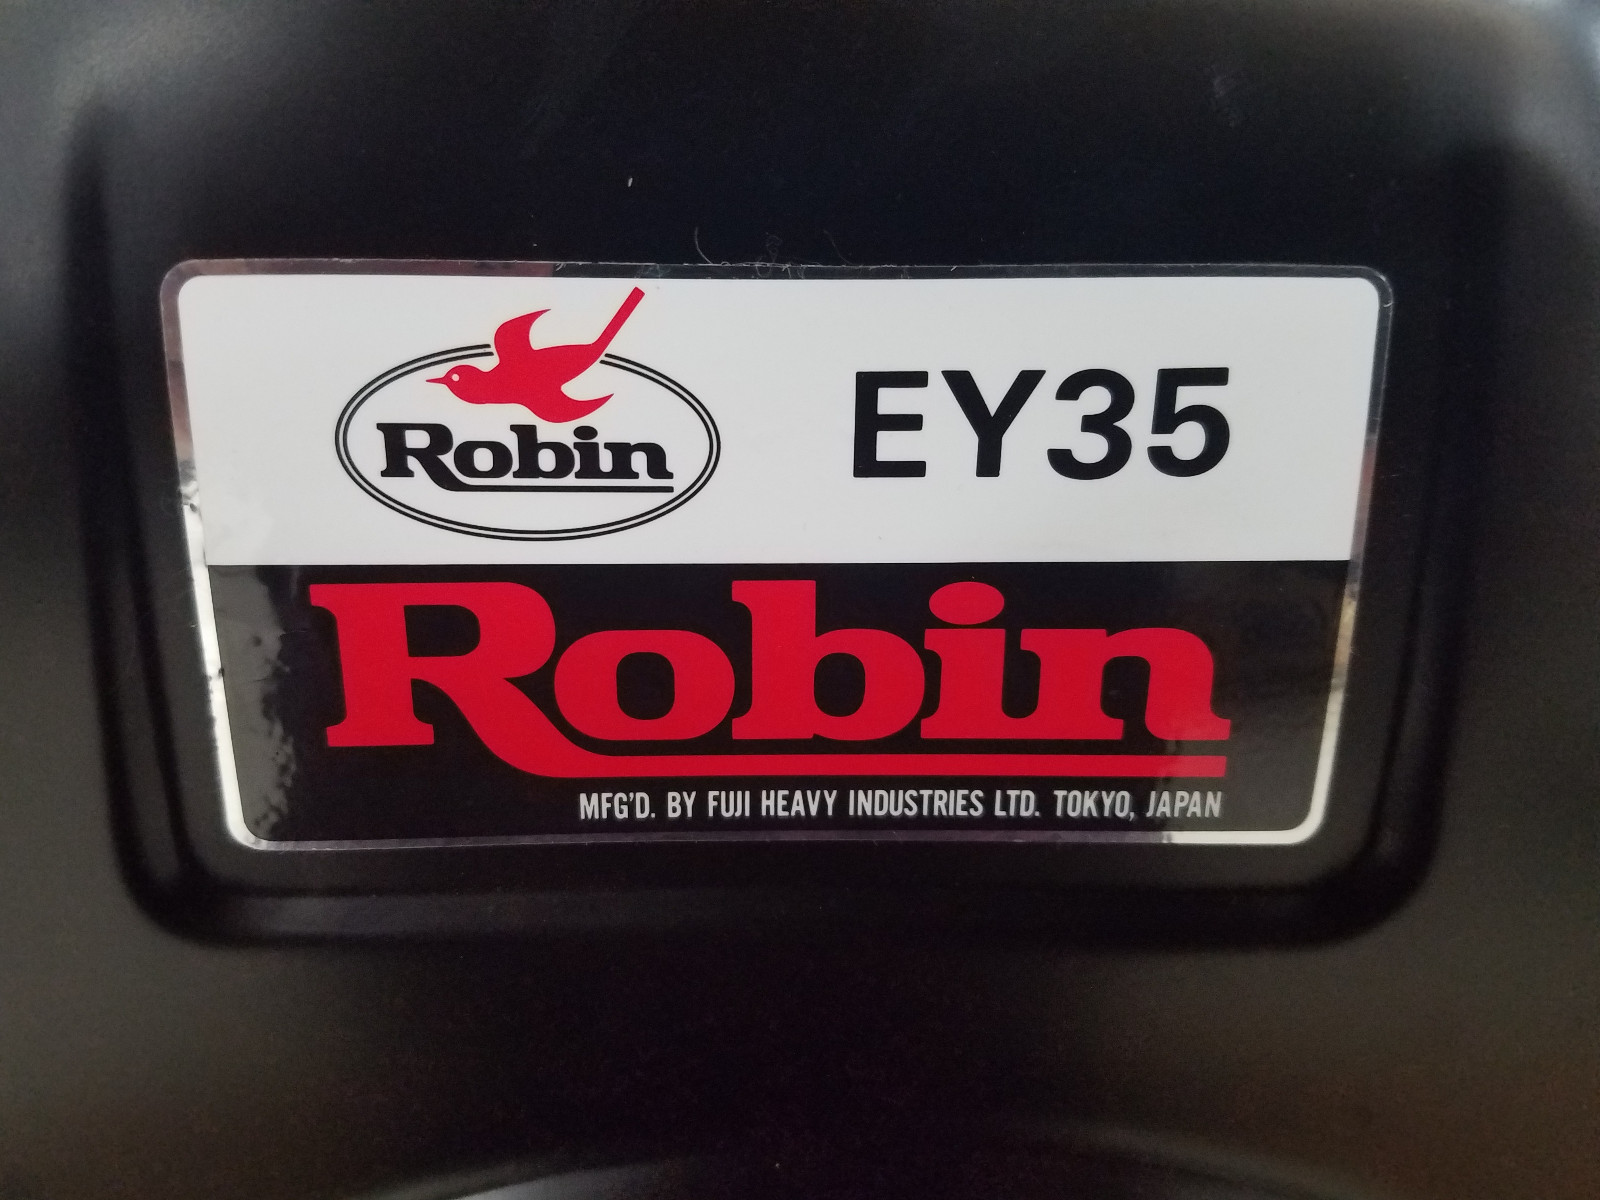 Robin
EY35
Robin
MFG'D. BY FUJI HEAVY INDUSTRIES LTD. TOKYO, JAPAN